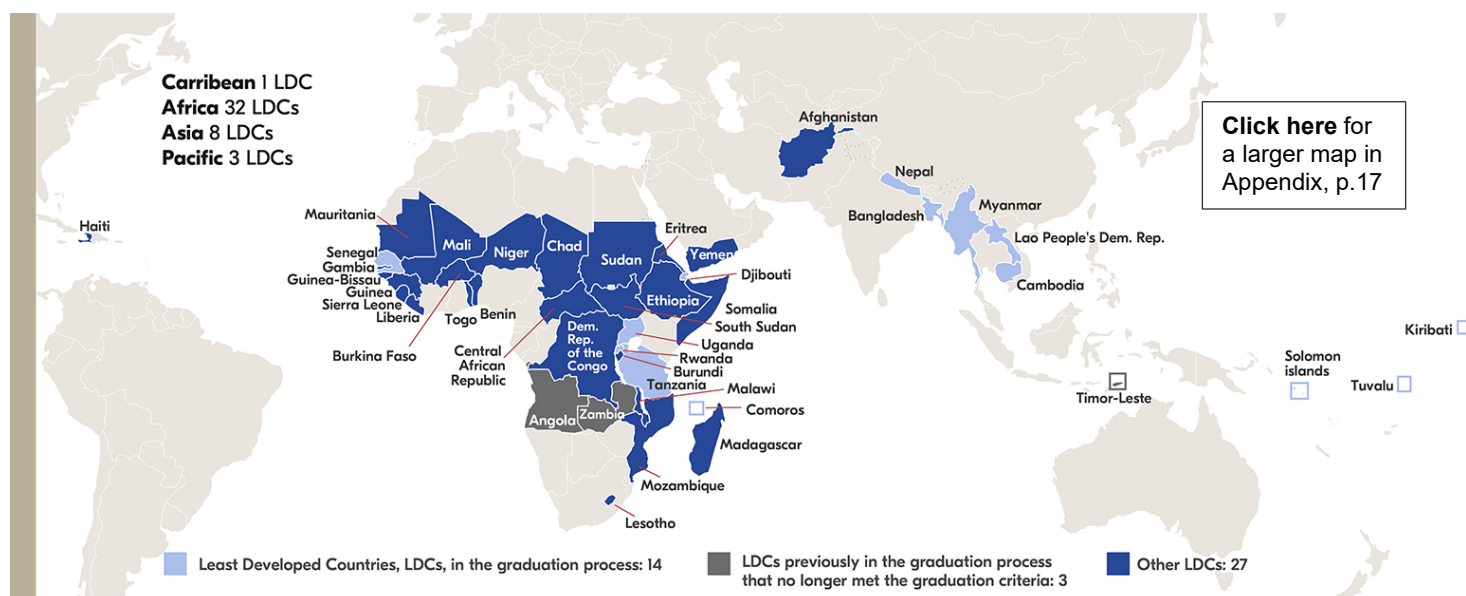 Carribean 1 LDC
Africa 32 LDCs
Asia 8 LDCs
Pacific 3 LDCs
Click here for
a larger map in
Appendix, p.17
Afghanistan
Nepal
Bangladesh
Myanmar
Lao People's Dem. Rep.
Cambodia
Haiti
Mauritania
Senegal
Gambia
Guinea-Bissau
Guinea
Sierra Leone
Liberia
Mali
Niger
Chad
Sudan
Eritrea
Yemen
Djibouti
Ethiopia
Somalia
South Sudan
Togo
Benin
Burkina Faso
Central
African
Republic
Dem.
Rep.
of the
Congo
Uganda
Rwanda
Burundi
Tanzania
Malawi
Comoros
Angola
Zambia
Madagascar
Mozambique
Lesotho
Timor-Leste
Solomon
islands
Kiribati
Tuvalu
Least Developed Countries, LDCs, in the graduation process: 14
LDCs previously in the graduation process
that no longer met the graduation criteria: 3
Other LDCs: 27